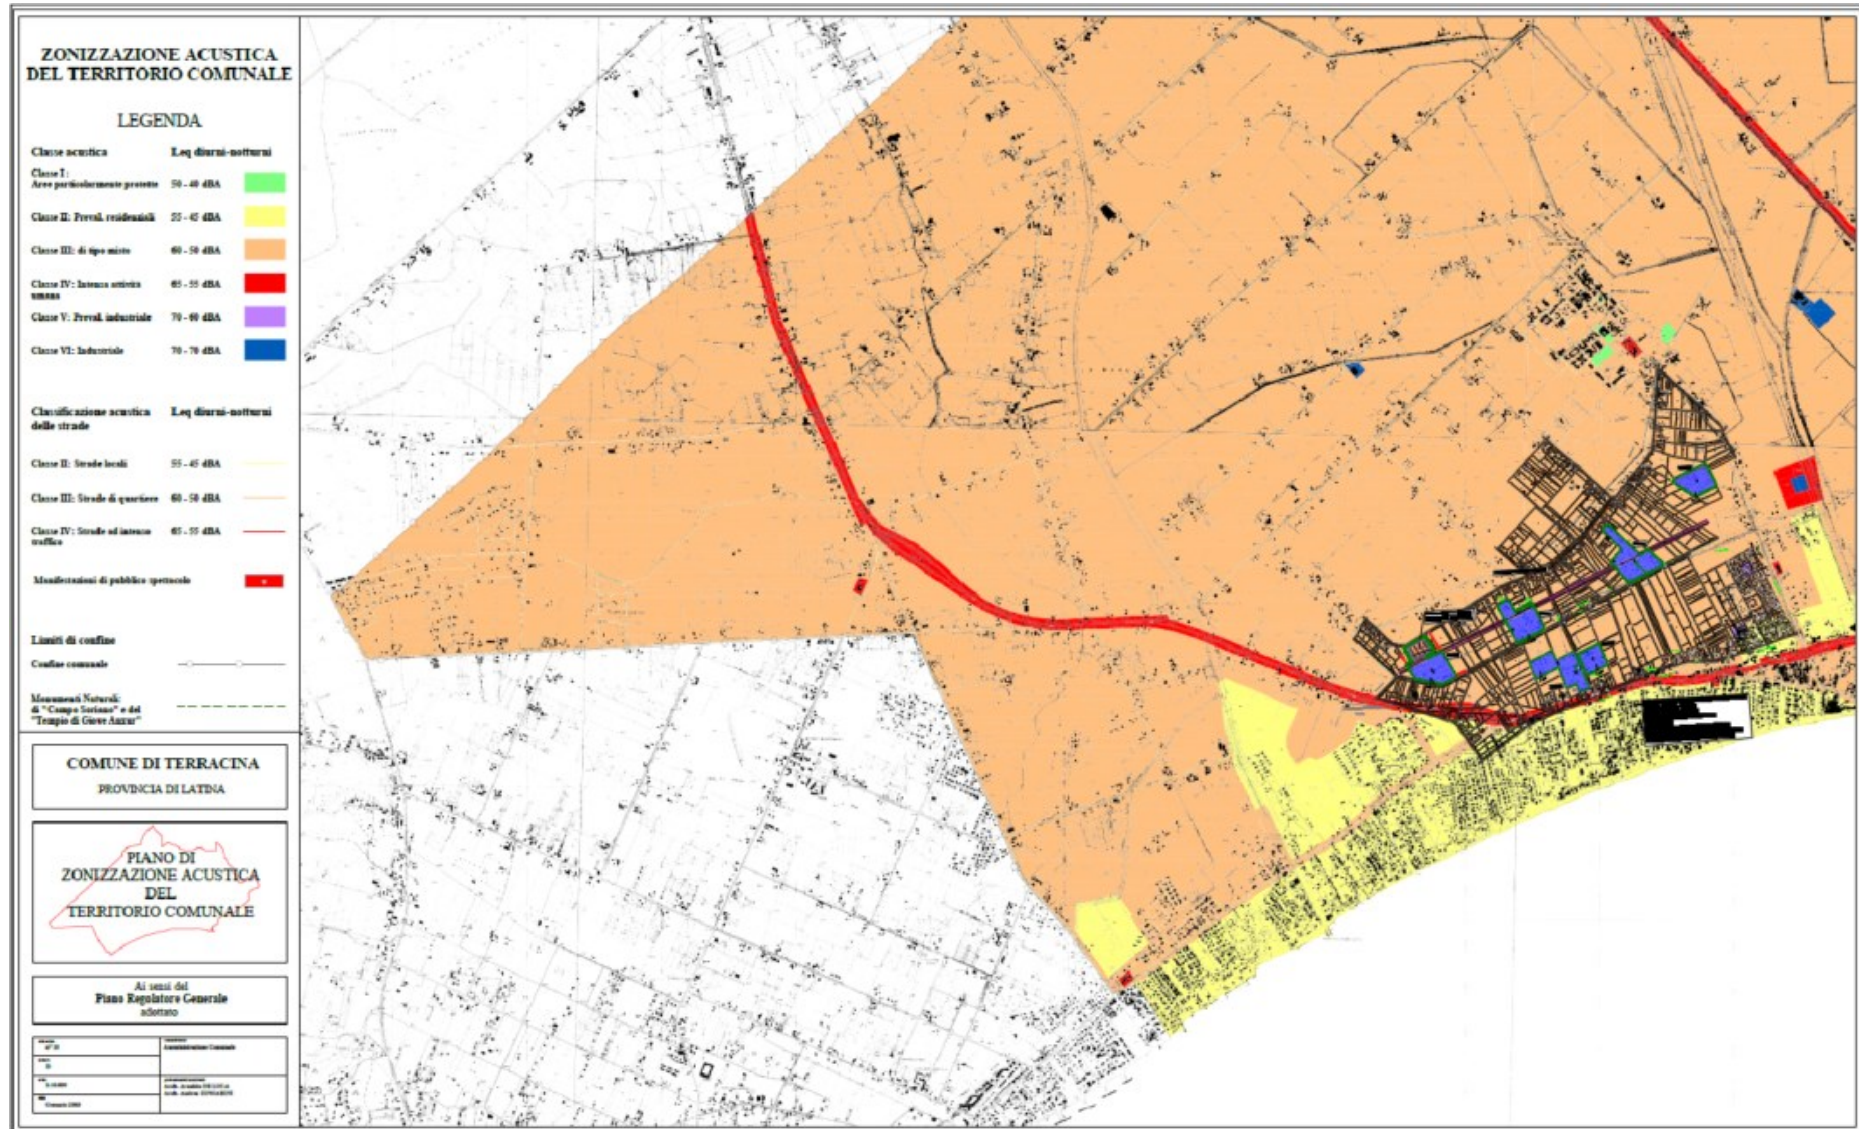 ZONIZZAZIONE ACUSTICA
DEL TERRITORIO COMUNALE
LEGENDA
Classe acustica Leq diurni-notturni
Classe I:
Aree particolarmente protette 50 - 40 dBA
Classe II: Preval. residenziali 55 - 45 dBA
Classe III: di tipo misto 60 - 50 dBA
Classe IV: Intensa attività
umana 65 - 55 dBA
Classe V: Preval. industriale 70 - 60 dBA
Classe VI: Industriale 70 - 70 dBA
Classificazione acustica Leq diurni-notturni
delle strade
Classe II: Strade locali 55 - 45 dBA
Classe III: Strade di quartiere 60 - 50 dBA
Classe IV: Strade ad intenso
traffico 65 - 55 dBA
Manifestazioni di pubblico spettacolo
Limiti di confine
Confine comunale
Monumenti Naturali:
di "Campo Soriano" e del
"Tempio di Giove Anxur"
COMUNE DI TERRACINA
PROVINCIA DI LATINA
PIANO DI
ZONIZZAZIONE ACUSTICA
DEL
TERRITORIO COMUNALE
Ai sensi del
Piano Regolatore Generale
adottato
Amministrazione Comunale